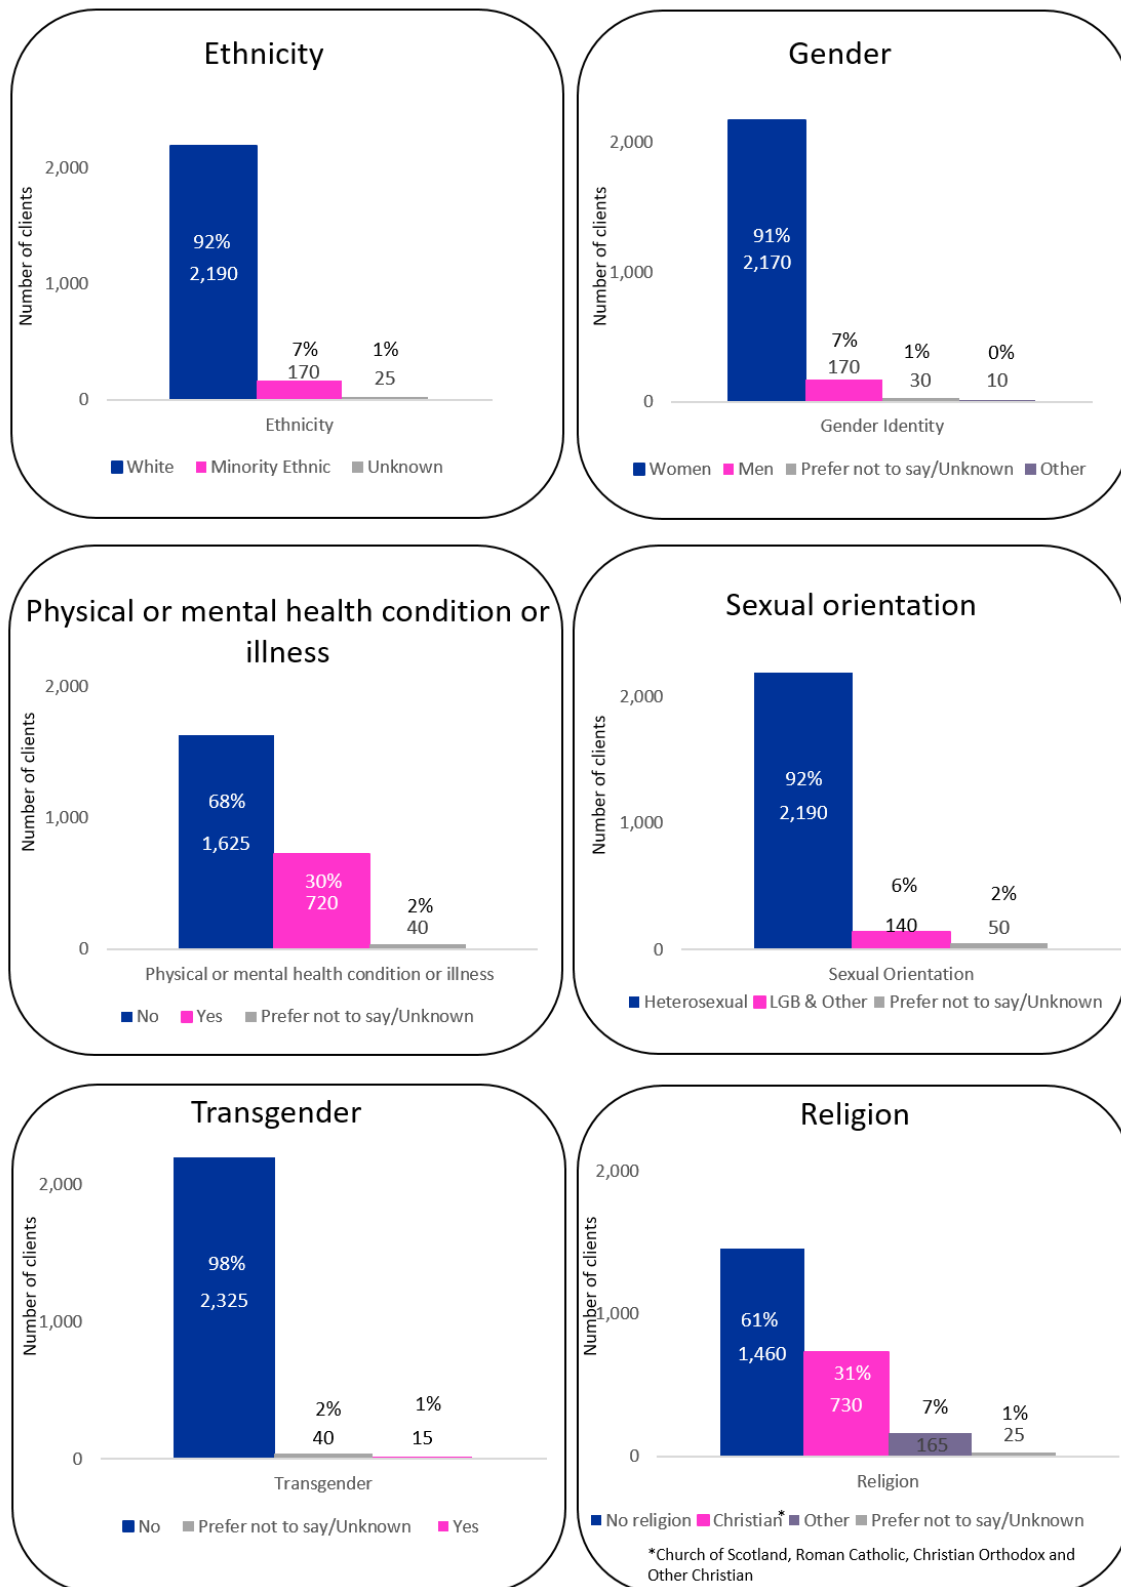 Ethnicity
Number of clients
2,000
1,000
0
92%
2,190
7%
170
1%
25
Ethnicity
White Minority Ethnic Unknown
Gender
Number of clients
2,000
1,000
0
91%
2,170
7%
170
1%
30
0%
10
Gender Identity
Women Men Prefer not to say/Unknown Other
Physical or mental health condition or
illness
Number of clients
2,000
1,000
0
68%
1,625
30%
720
2%
40
Physical or mental health condition or illness
No Yes Prefer not to say/Unknown
Sexual orientation
Number of clients
2,000
1,000
0
92%
2,190
6%
140
2%
50
Sexual Orientation
Heterosexual LGB & Other Prefer not to say/Unknown
Transgender
Number of clients
2,000
1,000
0
98%
2,325
2%
40
1%
15
Transgender
No Prefer not to say/Unknown Yes
Religion
Number of clients
2,000
1,000
0
61%
1,460
31%
730
7%
165
1%
25
Religion
No religion Christian* Other Prefer not to say/Unknown
*Church of Scotland, Roman Catholic, Christian Orthodox and
Other Christian